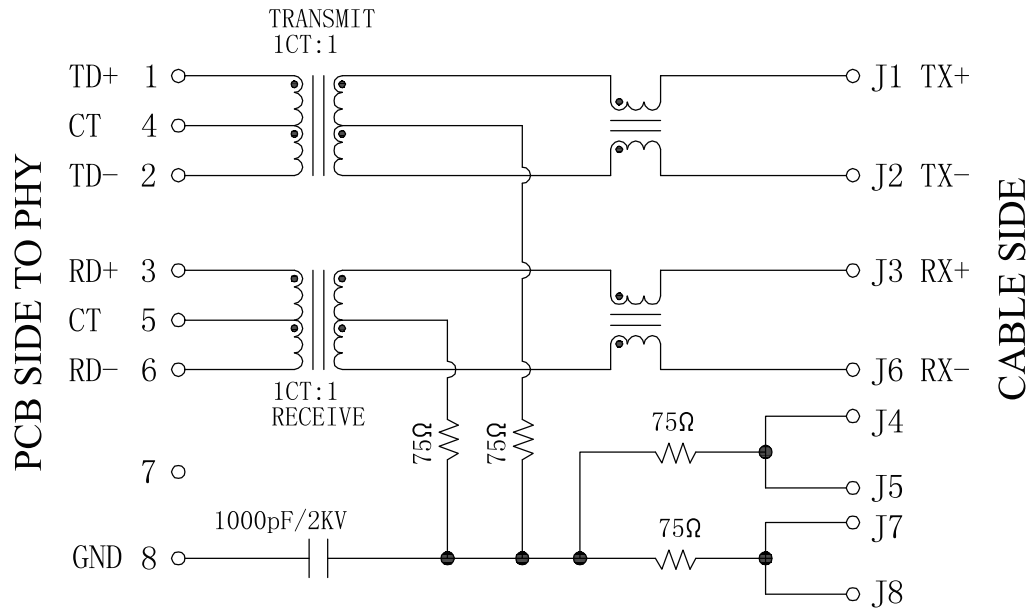 TRANSMIT
1CT:1
TD+ 1
CT 4
TD- 2
J1 TX+
J2 TX-
PCB SIDE TO PHY
CABLE SIDE
RD+ 3
CT 5
RD- 6
J3 RX+
J6 RX-
1CT:1
RECEIVE
75Ω
75Ω
75Ω
J4
J5
7
1000pF/2KV
75Ω
J7
GND 8
J8